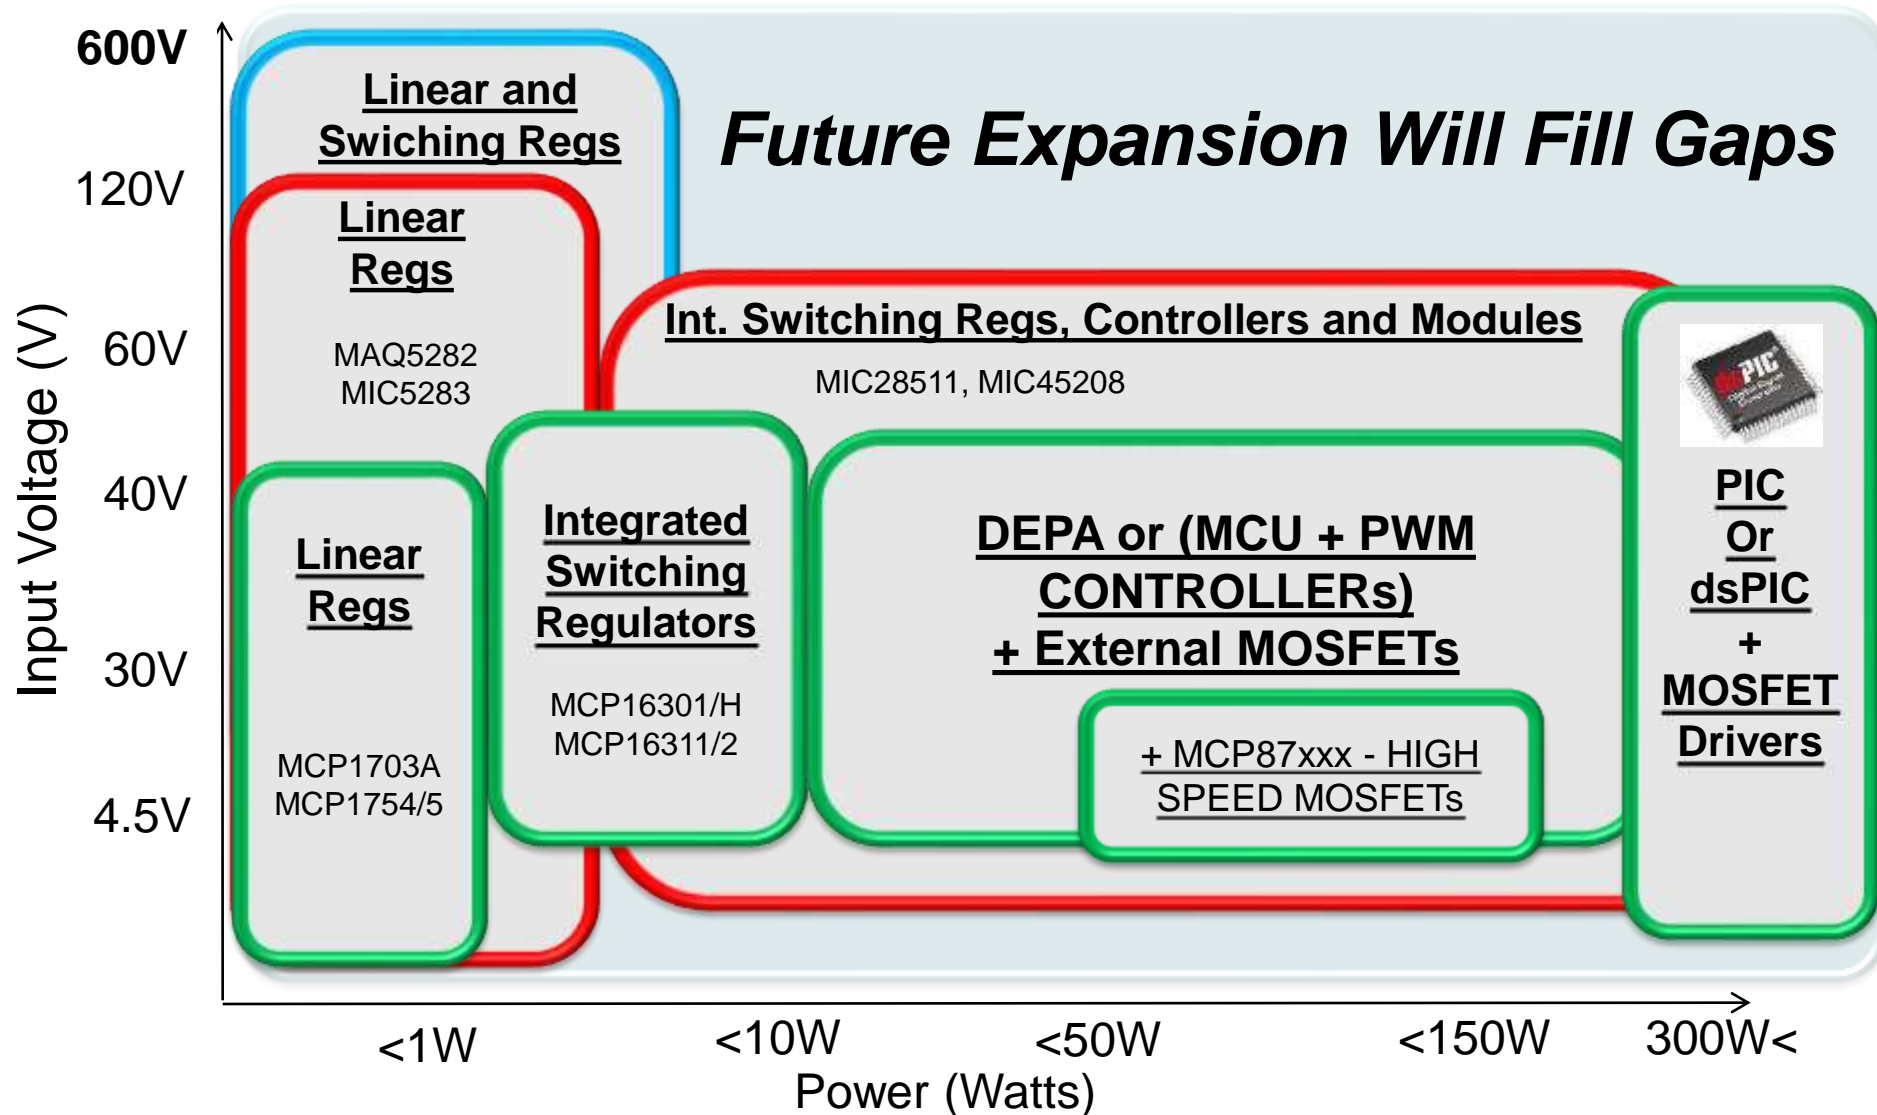 600V
120V
60V
40V
30V
4.5V
Input Voltage (V)
Linear and
Swiching Regs
Future Expansion Will Fill Gaps
Linear
Regs
MAQ5282
MIC5283
Int. Switching Regs, Controllers and Modules
MIC28511, MIC45208
Linear
Regs
MCP1703A
MCP1754/5
Integrated
Switching
Regulators
MCP16301/H
MCP16311/2
DEPA or (MCU + PWM
CONTROLLERs)
+ External MOSFETs
+ MCP87xxx - HIGH
SPEED MOSFETs
dsPIC
PIC
Or
dsPIC
+
MOSFET
Drivers
<1W
<10W
<50W
<150W
300W<
Power (Watts)